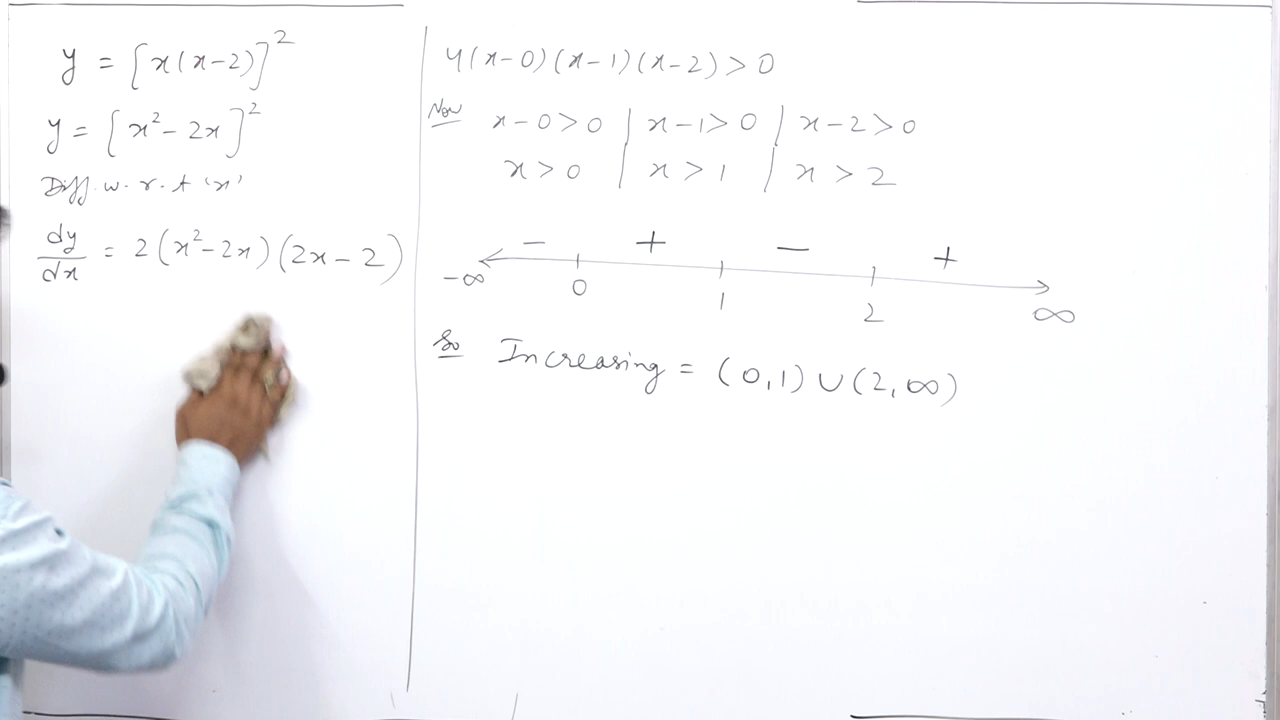 y = [x(x-2)]²
y = [x² - 2x]²
Diff. w. r. t 'x'
dy/dx = 2(x²-2x)(2x-2)
4(x-0)(x-1)(x-2)>0
Now x-0>0 | x-1>0 | x-2>0
x>0 | x>1 | x>2
- + - +
-∞ 0 1 2 ∞
So Increasing = (0,1)∪(2,∞)